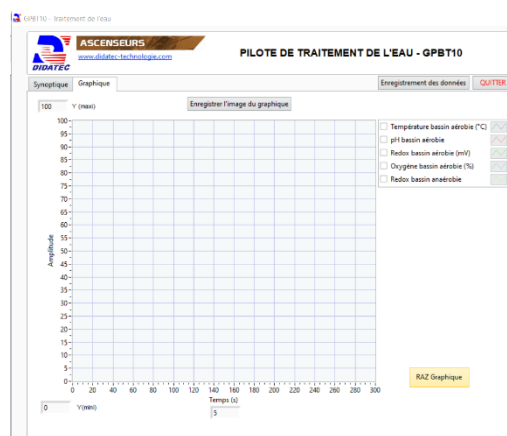 GPBT10 - Traitement de l'eau
DIDATEC
ASCENSEURS
www.didatec-technologie.com
PILOTE DE TRAITEMENT DE L'EAU - GPBT10
Synoptique Graphique
Enregistrement des données QUITTER
100 Y (maxi)
Enregistrer l'image du graphique
Température bassin aérobie (°C)
pH bassin aérobie
Redox bassin aérobie (mV)
Oxygène bassin aérobie (%)
Redox bassin anaérobie
Amplitude
100
95
90
85
80
75
70
65
60
55
50
45
40
35
30
25
20
15
10
5
0
0 20 40 60 80 100 120 140 160 180 200 220 240 260 280 300
Temps (s)
RAZ Graphique
0 Y(mini)
5